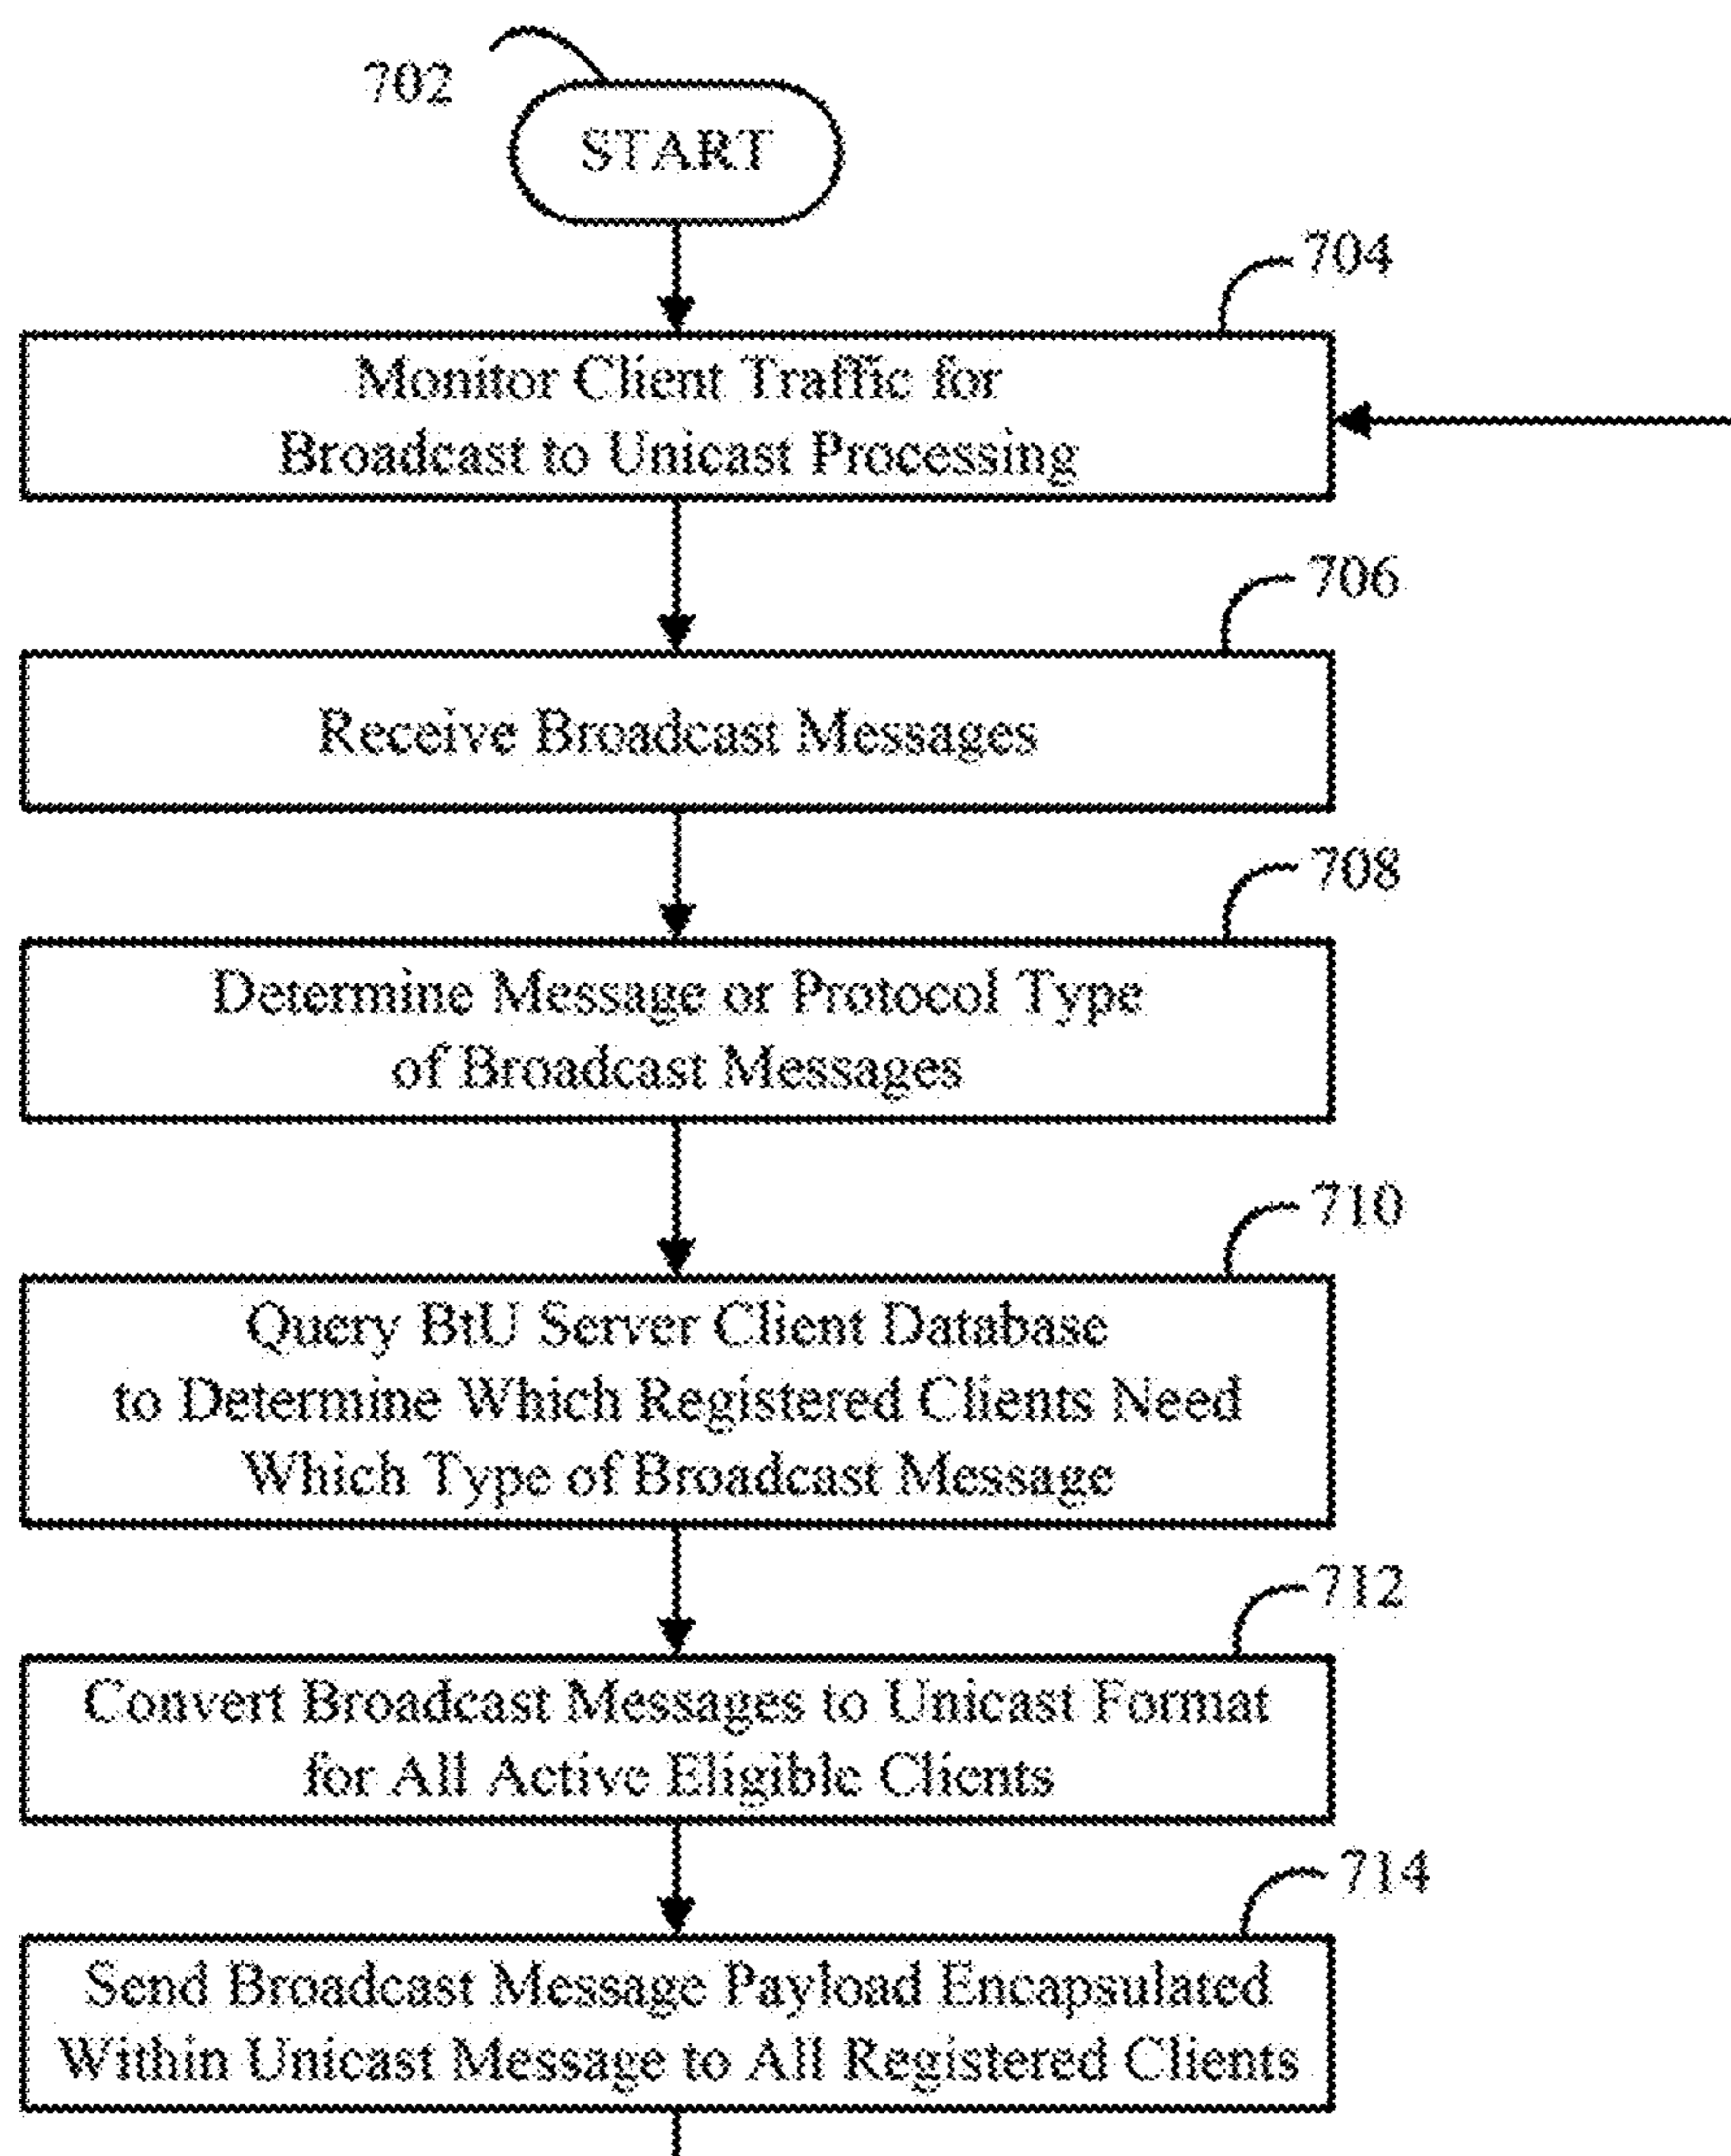 702
START
704
Monitor Client Traffic for
Broadcast to Unicast Processing
706
Receive Broadcast Messages
708
Determine Message or Protocol Type
of Broadcast Messages
710
Query BtU Server Client Database
to Determine Which Registered Clients Need
Which Type of Broadcast Message
712
Convert Broadcast Messages to Unicast Format
for All Active Eligible Clients
714
Send Broadcast Message Payload Encapsulated
Within Unicast Message to All Registered Clients